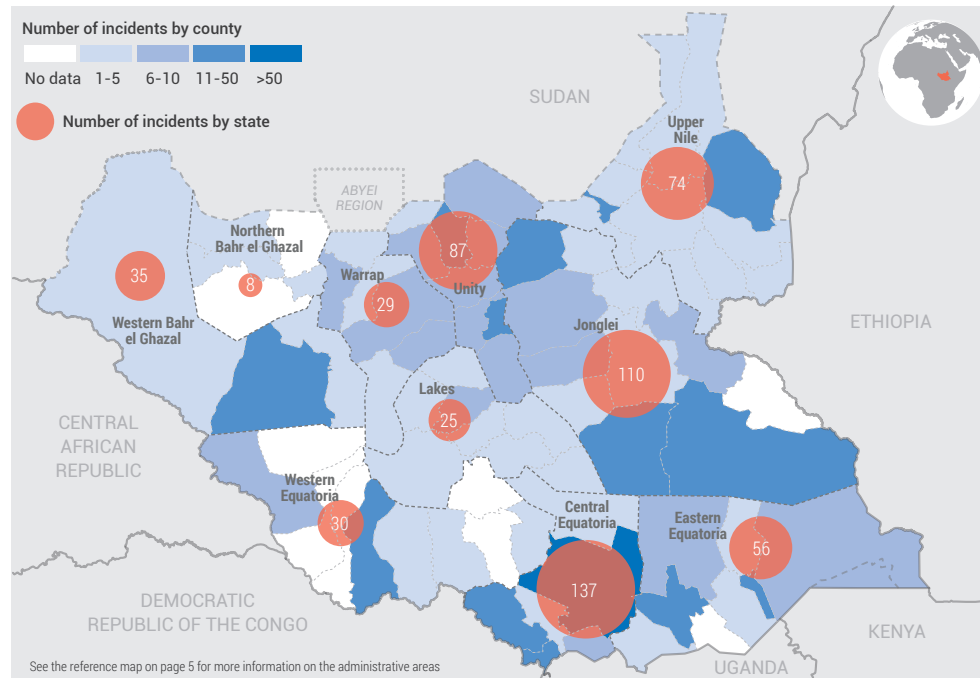 Number of incidents by county
No data 1-5 6-10 11-50 >50
Number of incidents by state
SUDAN
Upper
Nile
74
ABYEI
REGION
Northern
Bahr el Ghazal
8
35
Western Bahr
el Ghazal
Warrap
29
87
Unity
ETHIOPIA
Jonglei
110
Lakes
25
CENTRAL
AFRICAN
REPUBLIC
Western
Equatoria
30
Central
Equatoria
137
Eastern
Equatoria
56
DEMOCRATIC
REPUBLIC OF THE CONGO
KENYA
UGANDA
See the reference map on page 5 for more information on the administrative areas